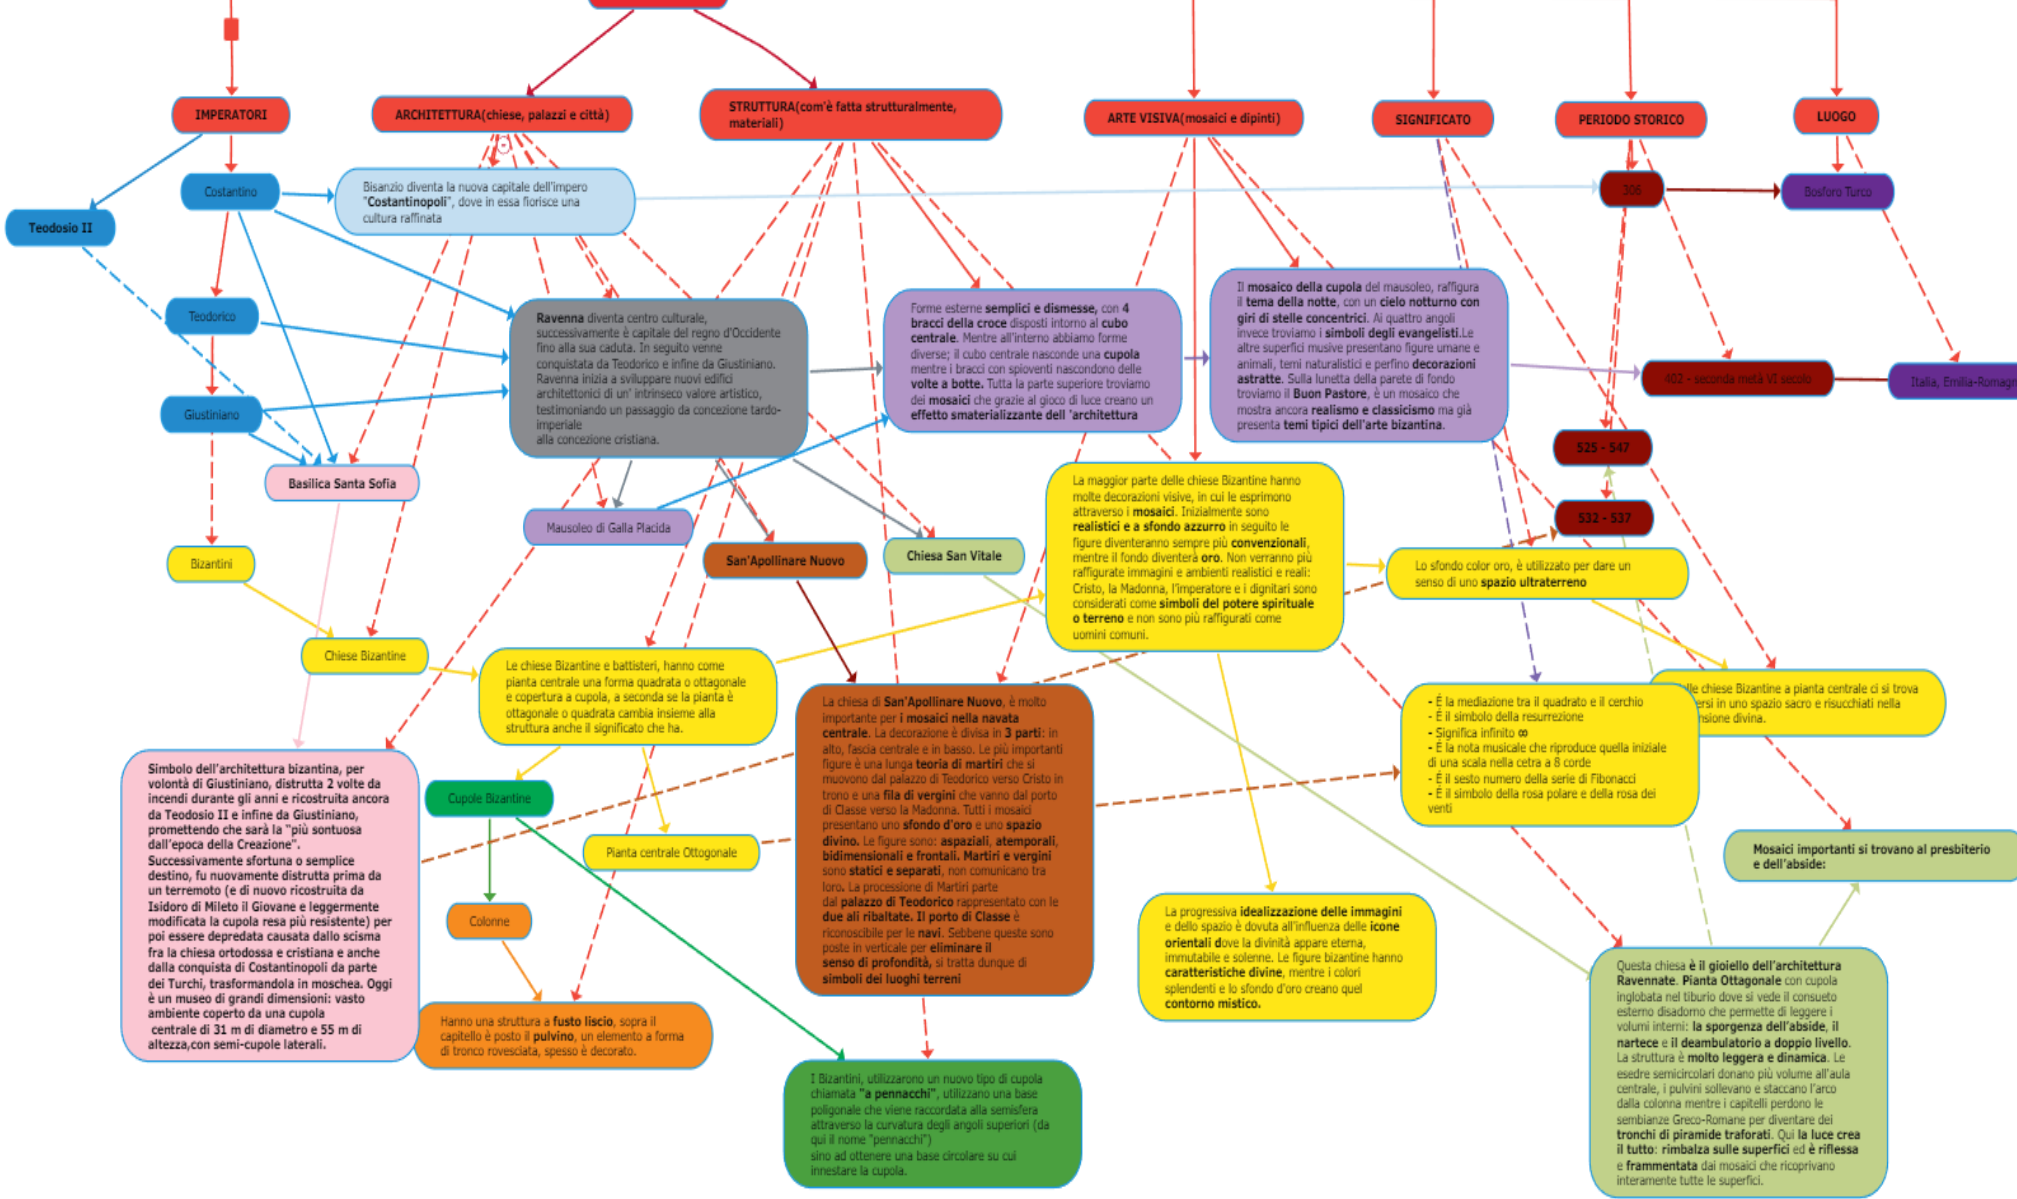 IMPERATORI
ARCHITETTURA(chiese, palazzi e città)
STRUTTURA(com'è fatta strutturalmente,
materiali)
ARTE VISIVA(mosaici e dipinti)
SIGNIFICATO
PERIODO STORICO
LUOGO
Costantino
Teodosio II
Bisanzio diventa la nuova capitale dell'impero
"Costantinopoli", dove in essa fiorisce una
cultura raffinata
306
Bosforo Turco
Teodorico
Giustiniano
Ravenna diventa centro culturale,
successivamente è capitale del regno d'Occidente
fino alla sua caduta. In seguito venne
conquistata da Teodorico e infine da Giustiniano.
Ravenna inizia a sviluppare nuovi edifici
architettonici di un' intrinseco valore artistico,
testimoniando un passaggio da concezione tardo-
imperiale
alla concezione cristiana.
Forme esterne semplici e dismesse, con 4
bracci della croce disposti intorno al cubo
centrale. Mentre all'interno abbiamo forme
diverse; il cubo centrale nasconde una cupola
mentre i bracci con spioventi nascondono delle
volte a botte. Tutta la parte superiore troviamo
dei mosaici che grazie al gioco di luce creano un
effetto smaterializzante dell 'architettura
Il mosaico della cupola del mausoleo, raffigura
il tema della notte, con un cielo notturno con
giri di stelle concentrici. Ai quattro angoli
invece troviamo i simboli degli evangelisti.Le
altre superfici musive presentano figure umane e
animali, temi naturalistici e perfino decorazioni
astratte. Sulla lunetta della parete di fondo
troviamo il Buon Pastore, è un mosaico che
mostra ancora realismo e classicismo ma già
presenta temi tipici dell'arte bizantina.
402 - seconda metà VI secolo
Italia, Emilia-Romagn
525 - 547
532 - 537
Basilica Santa Sofia
Mausoleo di Galla Placida
San'Apollinare Nuovo
Chiesa San Vitale
Bizantini
Chiese Bizantine
La maggior parte delle chiese Bizantine hanno
molte decorazioni visive, in cui le esprimono
attraverso i mosaici. Inizialmente sono
realistici e a sfondo azzurro in seguito le
figure diventeranno sempre più convenzionali,
mentre il fondo diventerà oro. Non verranno più
raffigurate immagini e ambienti realistici e reali:
Cristo, la Madonna, l'imperatore e i dignitari sono
considerati come simboli del potere spirituale
o terreno e non sono più raffigurati come
uomini comuni.
Lo sfondo color oro, è utilizzato per dare un
senso di uno spazio ultraterreno
Le chiese Bizantine e battisteri, hanno come
pianta centrale una forma quadrata o ottagonale
e copertura a cupola, a seconda se la pianta è
ottagonale o quadrata cambia insieme alla
struttura anche il significato che ha.
La chiesa di San'Apollinare Nuovo, è molto
importante per i mosaici nella navata
centrale. La decorazione è divisa in 3 parti: in
alto, fascia centrale e in basso. Le più importanti
figure è una lunga teoria di martiri che si
muovono dal palazzo di Teodorico verso Cristo in
trono e una fila di vergini che vanno dal porto
di Classe verso la Madonna. Tutti i mosaici
presentano uno sfondo d'oro e uno spazio
divino. Le figure sono: aspaziali, atemporali,
bidimensionali e frontali. Martiri e vergini
sono statici e separati, non comunicano tra
loro. La processione di Martiri parte
dal palazzo di Teodorico rappresentato con le
due ali ribaltate. Il porto di Classe è
riconoscibile per le navi. Sebbene queste sono
poste in verticale per eliminare il
senso di profondità, si tratta dunque di
simboli dei luoghi terreni
- É la mediazione tra il quadrato e il cerchio
- É il simbolo della resurrezione
- Significa infinito ∞
- É la nota musicale che riproduce quella iniziale
di una scala nella cetra a 8 corde
- É il sesto numero della serie di Fibonacci
- É il simbolo della rosa polare e della rosa dei
venti
chiese Bizantine a pianta centrale ci si trova
in uno spazio sacro e risucchiati nella
divina.
Simbolo dell'architettura bizantina, per
volontà di Giustiniano, distrutta 2 volte da
incendi durante gli anni e ricostruita ancora
da Teodosio II e infine da Giustiniano,
promettendo che sarà la "più sontuosa
dall'epoca della Creazione".
Successivamente sfortuna o semplice
destino, fu nuovamente distrutta prima da
un terremoto (e di nuovo ricostruita da
Isidoro di Mileto il Giovane e leggermente
modificata la cupola resa più resistente) per
poi essere depredata causata dallo scisma
fra la chiesa ortodossa e cristiana e anche
dalla conquista di Costantinopoli da parte
dei Turchi, trasformandola in moschea. Oggi
è un museo di grandi dimensioni: vasto
ambiente coperto da una cupola
centrale di 31 m di diametro e 55 m di
altezza,con semi-cupole laterali.
Cupole Bizantine
Pianta centrale Ottogonale
Colonne
Hanno una struttura a fusto liscio, sopra il
capitello è posto il pulvino, un elemento a forma
di tronco rovesciata, spesso è decorato.
I Bizantini, utilizzarono un nuovo tipo di cupola
chiamata "a pennacchi", utilizzano una base
poligonale che viene raccordata alla semisfera
attraverso la curvatura degli angoli superiori (da
qui il nome "pennacchi")
sino ad ottenere una base circolare su cui
innestare la cupola.
La progressiva idealizzazione delle immagini
e dello spazio è dovuta all'influenza delle icone
orientali dove la divinità appare eterna,
immutabile e solenne. Le figure bizantine hanno
caratteristiche divine, mentre i colori
splendenti e lo sfondo d'oro creano quel
contorno mistico.
Mosaici importanti si trovano al presbiterio
e dell'abside:
Questa chiesa è il gioiello dell'architettura
Ravennate. Pianta Ottagonale con cupola
inglobata nel tiburio dove si vede il consueto
esterno disadorno che permette di leggere i
volumi interni: la sporgenza dell'abside, il
nartece e il deambulatorio a doppio livello.
La struttura è molto leggera e dinamica. Le
esedre semicircolari donano più volume all'aula
centrale, i pulvini sollevano e staccano l'arco
dalla colonna mentre i capitelli perdono le
sembianze Greco-Romane per diventare dei
tronchi di piramide traforati. Qui la luce crea
il tutto: rimbalza sulle superfici ed è riflessa
e frammentata dai mosaici che ricoprivano
interamente tutte le superfici.